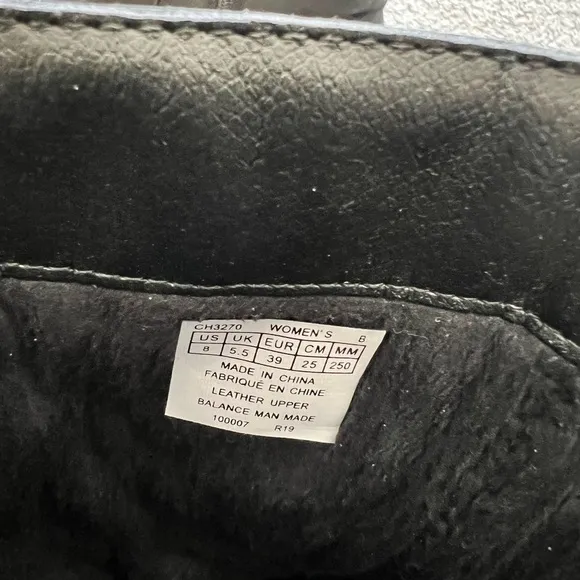 CH3270 WOMEN'S B
US UK EUR CM MM
8 5.5 39 25 250
MADE IN CHINA
FABRIQUÉ EN CHINE
LEATHER UPPER
BALANCE MAN MADE
100007 R19